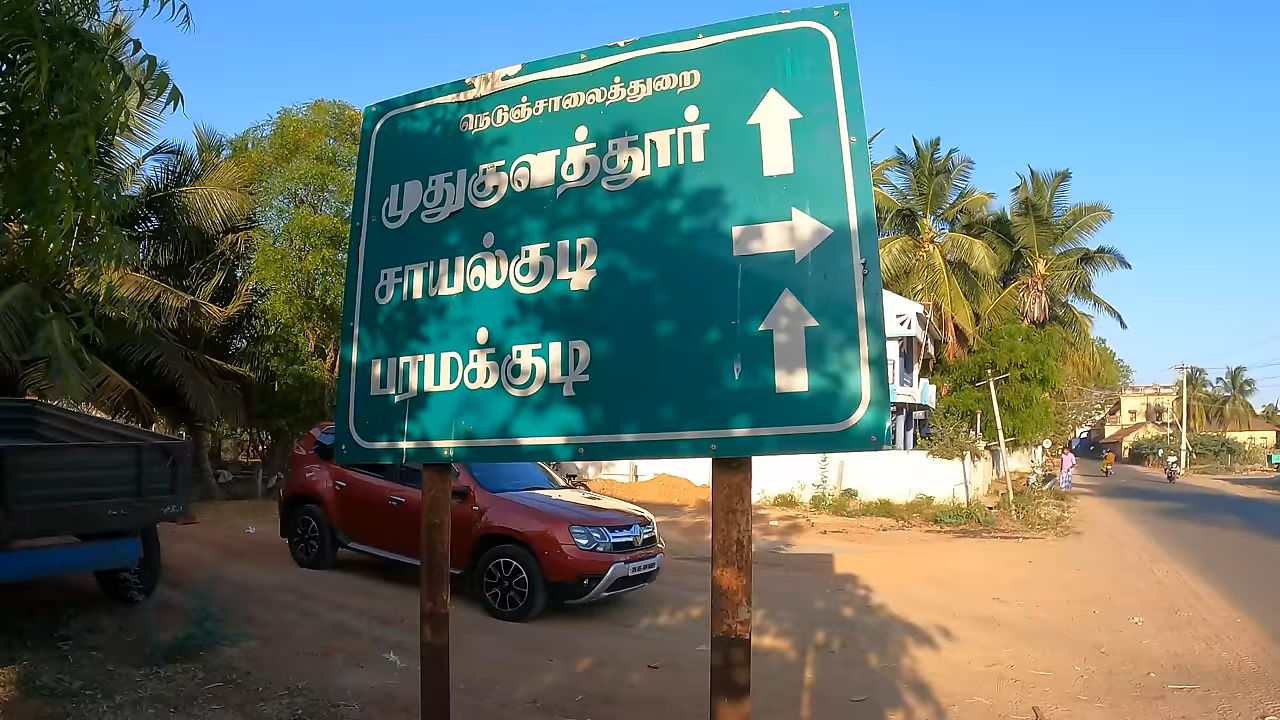 நெடுஞ்சாலைத்துறை
முதுகுளத்தூர்
சாயல்குடி
பரமக்குடி